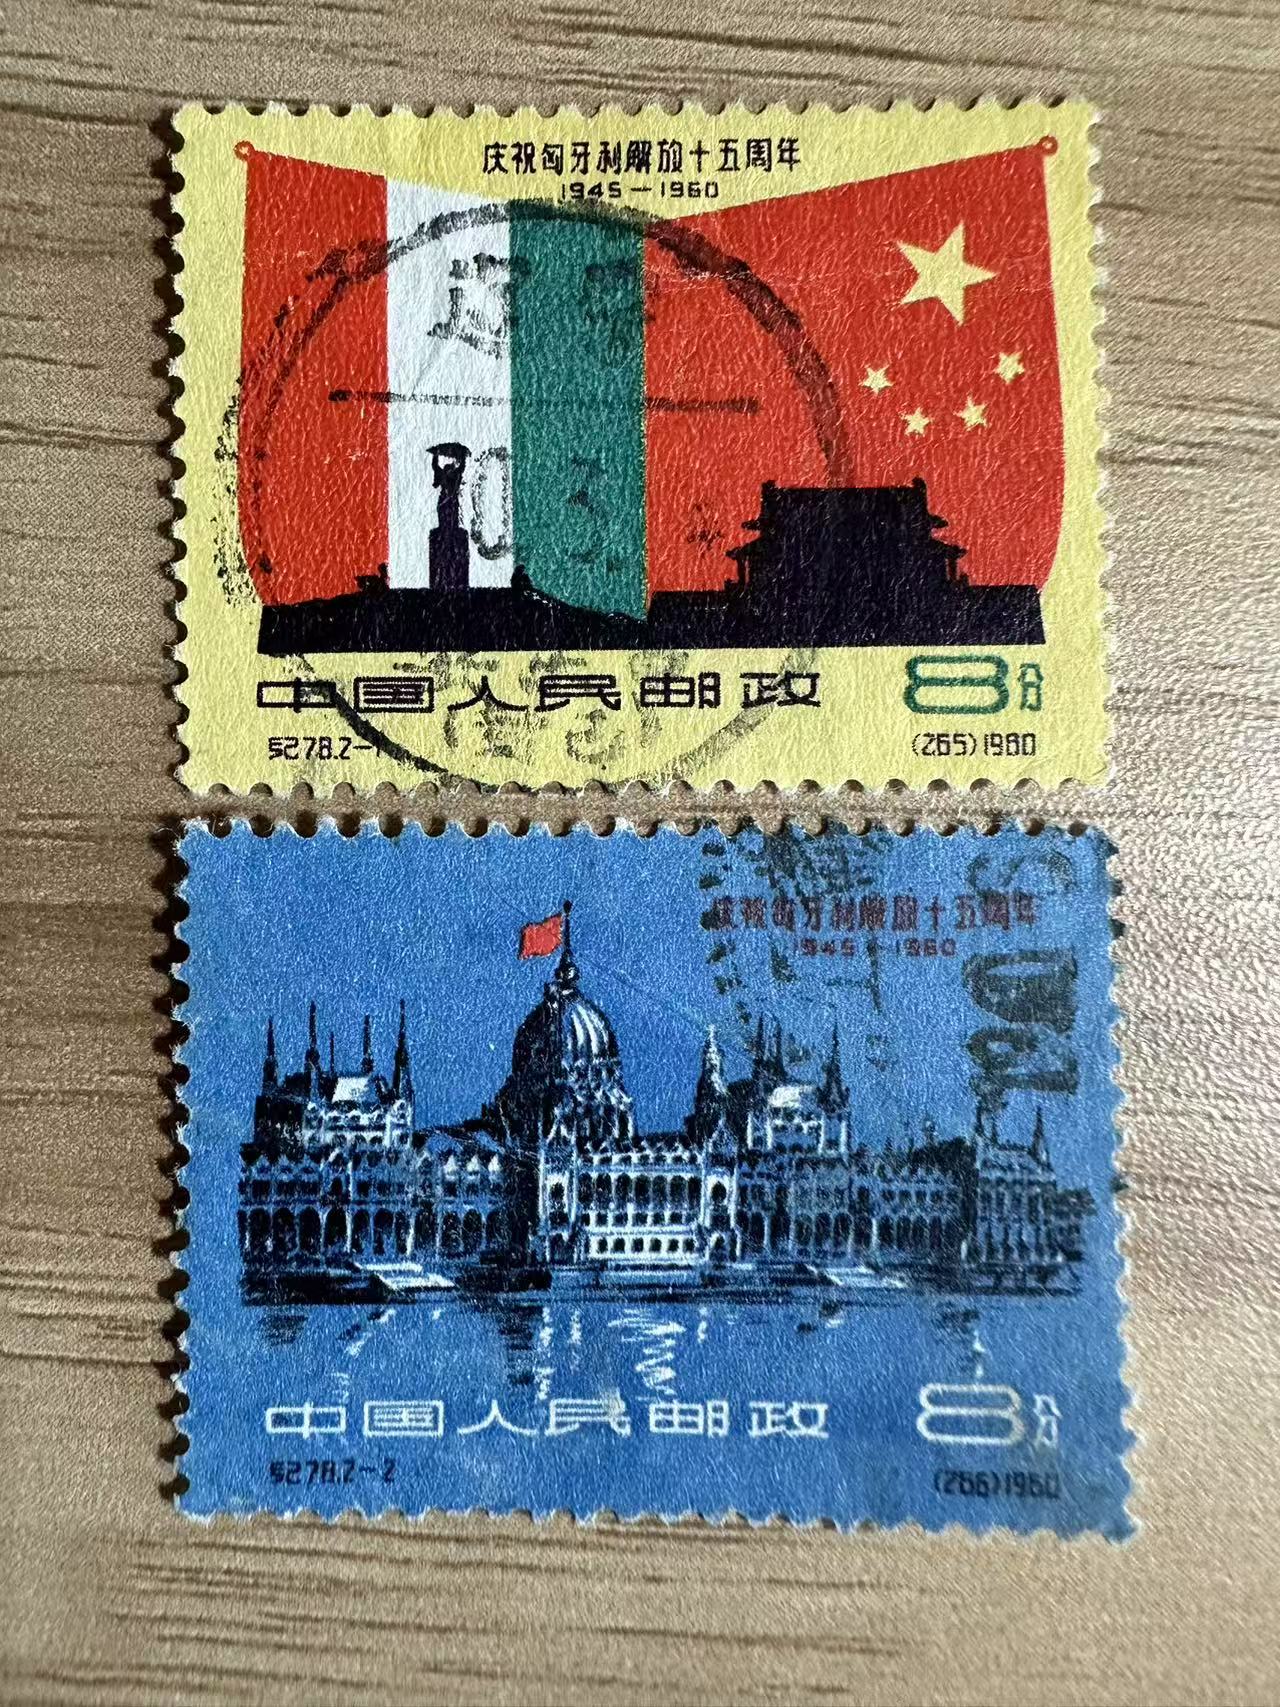 庆祝匈牙利解放十五周年
1945—1960
中国人民邮政 8分
纪278.2-1 (265)1960
庆祝匈牙利解放十五周年
1945—1960
中国人民邮政 8分
纪278.2-2 (266)1960